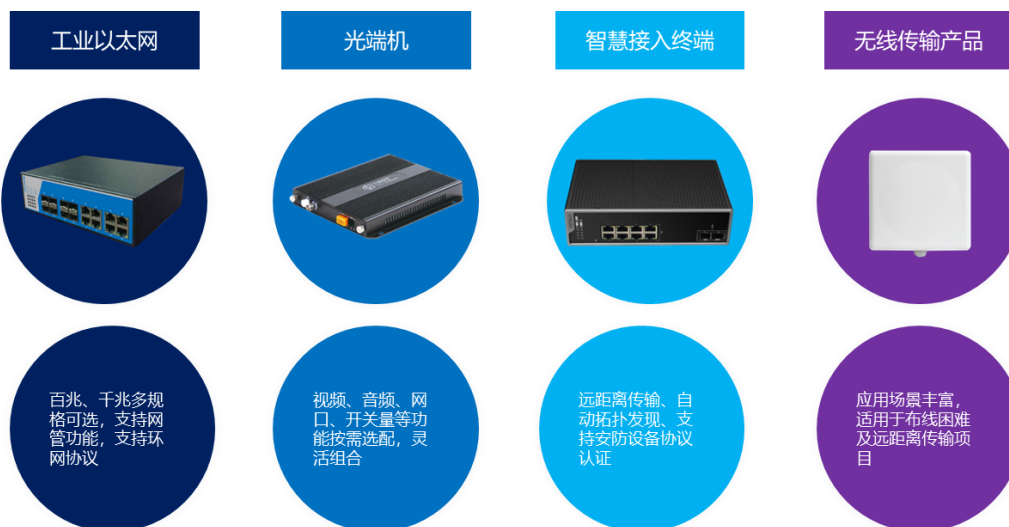 工业以太网
光端机
智慧接入终端
无线传输产品
百兆、千兆多规
格可选，支持网
管功能，支持环
网协议
视频、音频、网
口、开关量等功
能按需选配，灵
活组合
远距离传输、自
动拓扑发现、支
持安防设备协议
认证
应用场景丰富，
适用于布线困难
及远距离传输项
目